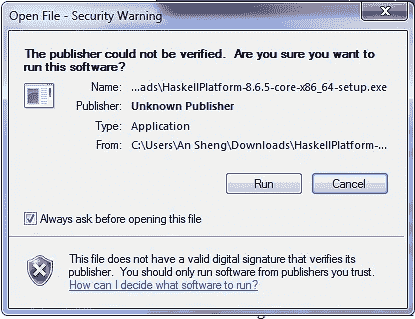 Open File - Security Warning
The publisher could not be verified. Are you sure you want to
run this software?
Name: ...ads\HaskellPlatform-8.6.5-core-x86_64-setup.exe
Publisher: Unknown Publisher
Type: Application
From: C:\Users\An Sheng\Downloads\HaskellPlatform-...
Run Cancel
Always ask before opening this file
This file does not have a valid digital signature that verifies its
publisher. You should only run software from publishers you trust.
How can I decide what software to run?